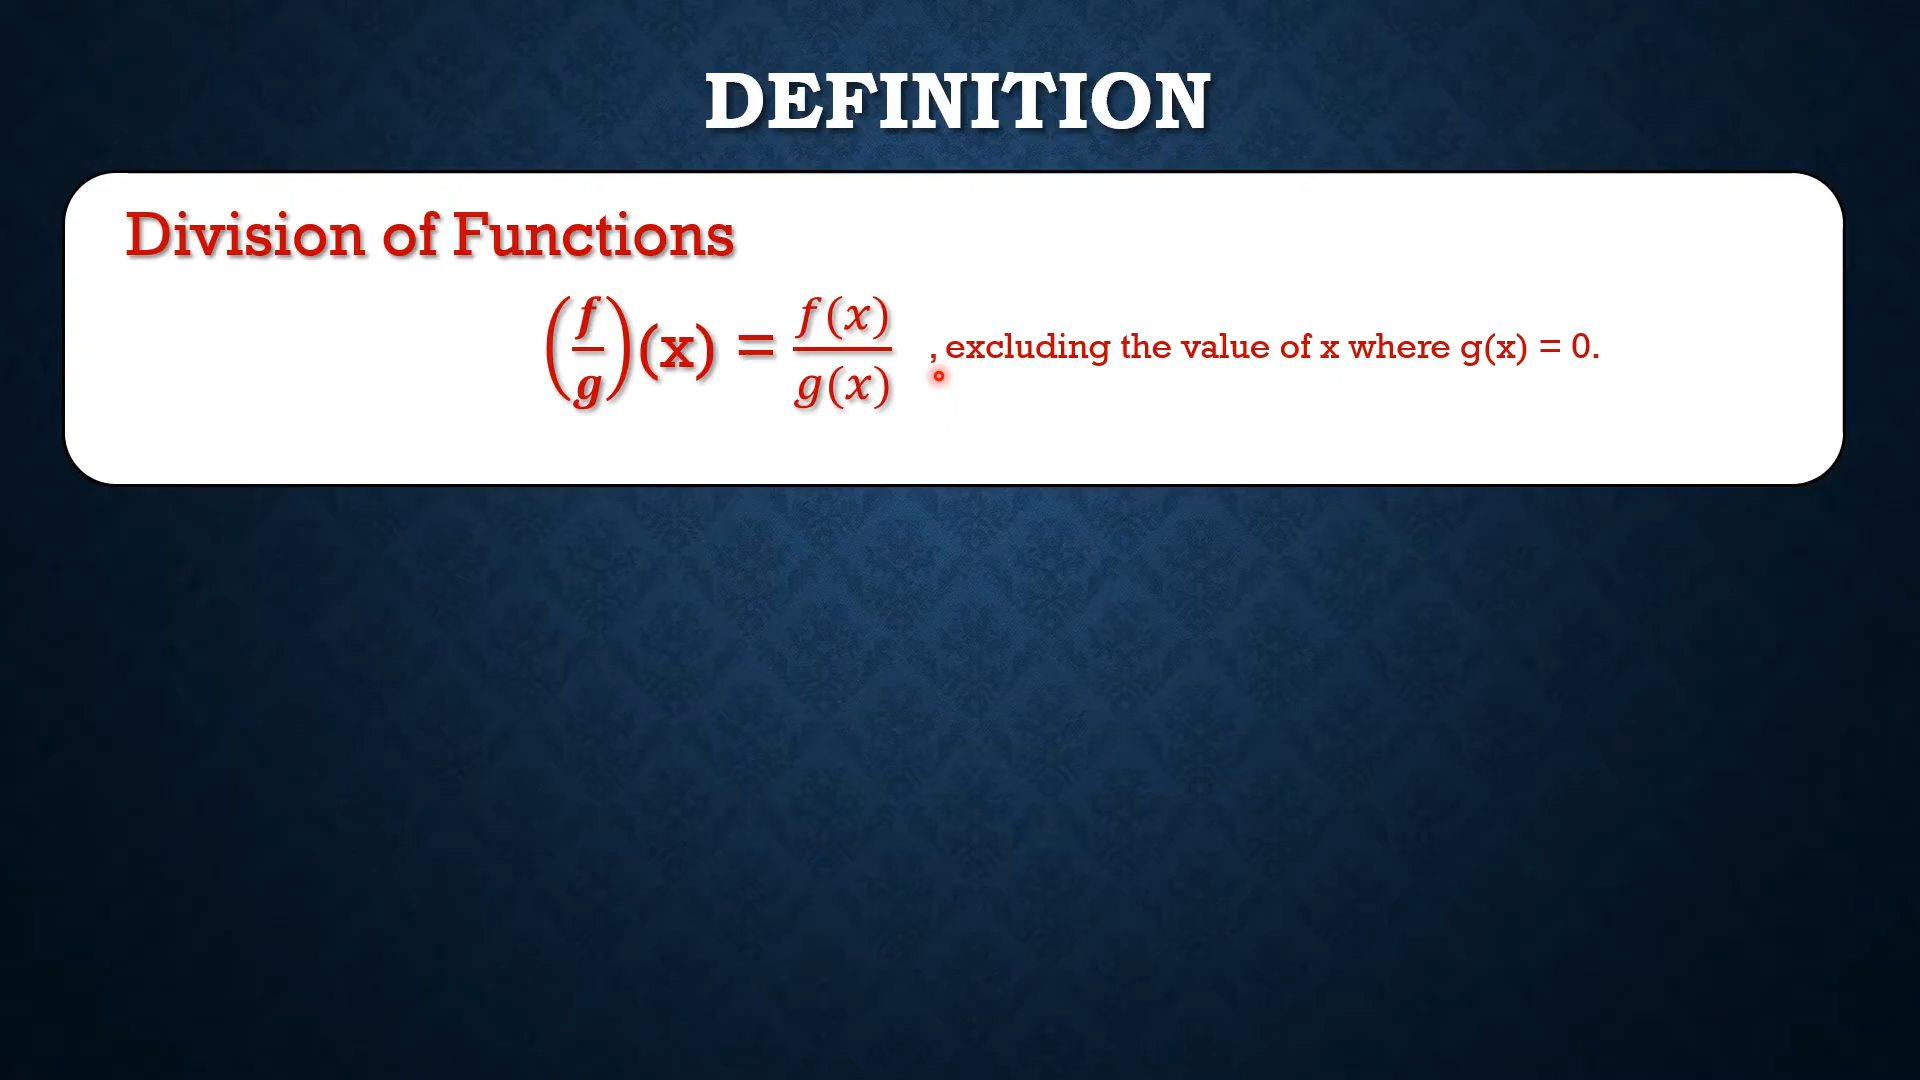 DEFINITION
Division of Functions
(f/g)(x) = f(x)/g(x) , excluding the value of x where g(x) = 0.